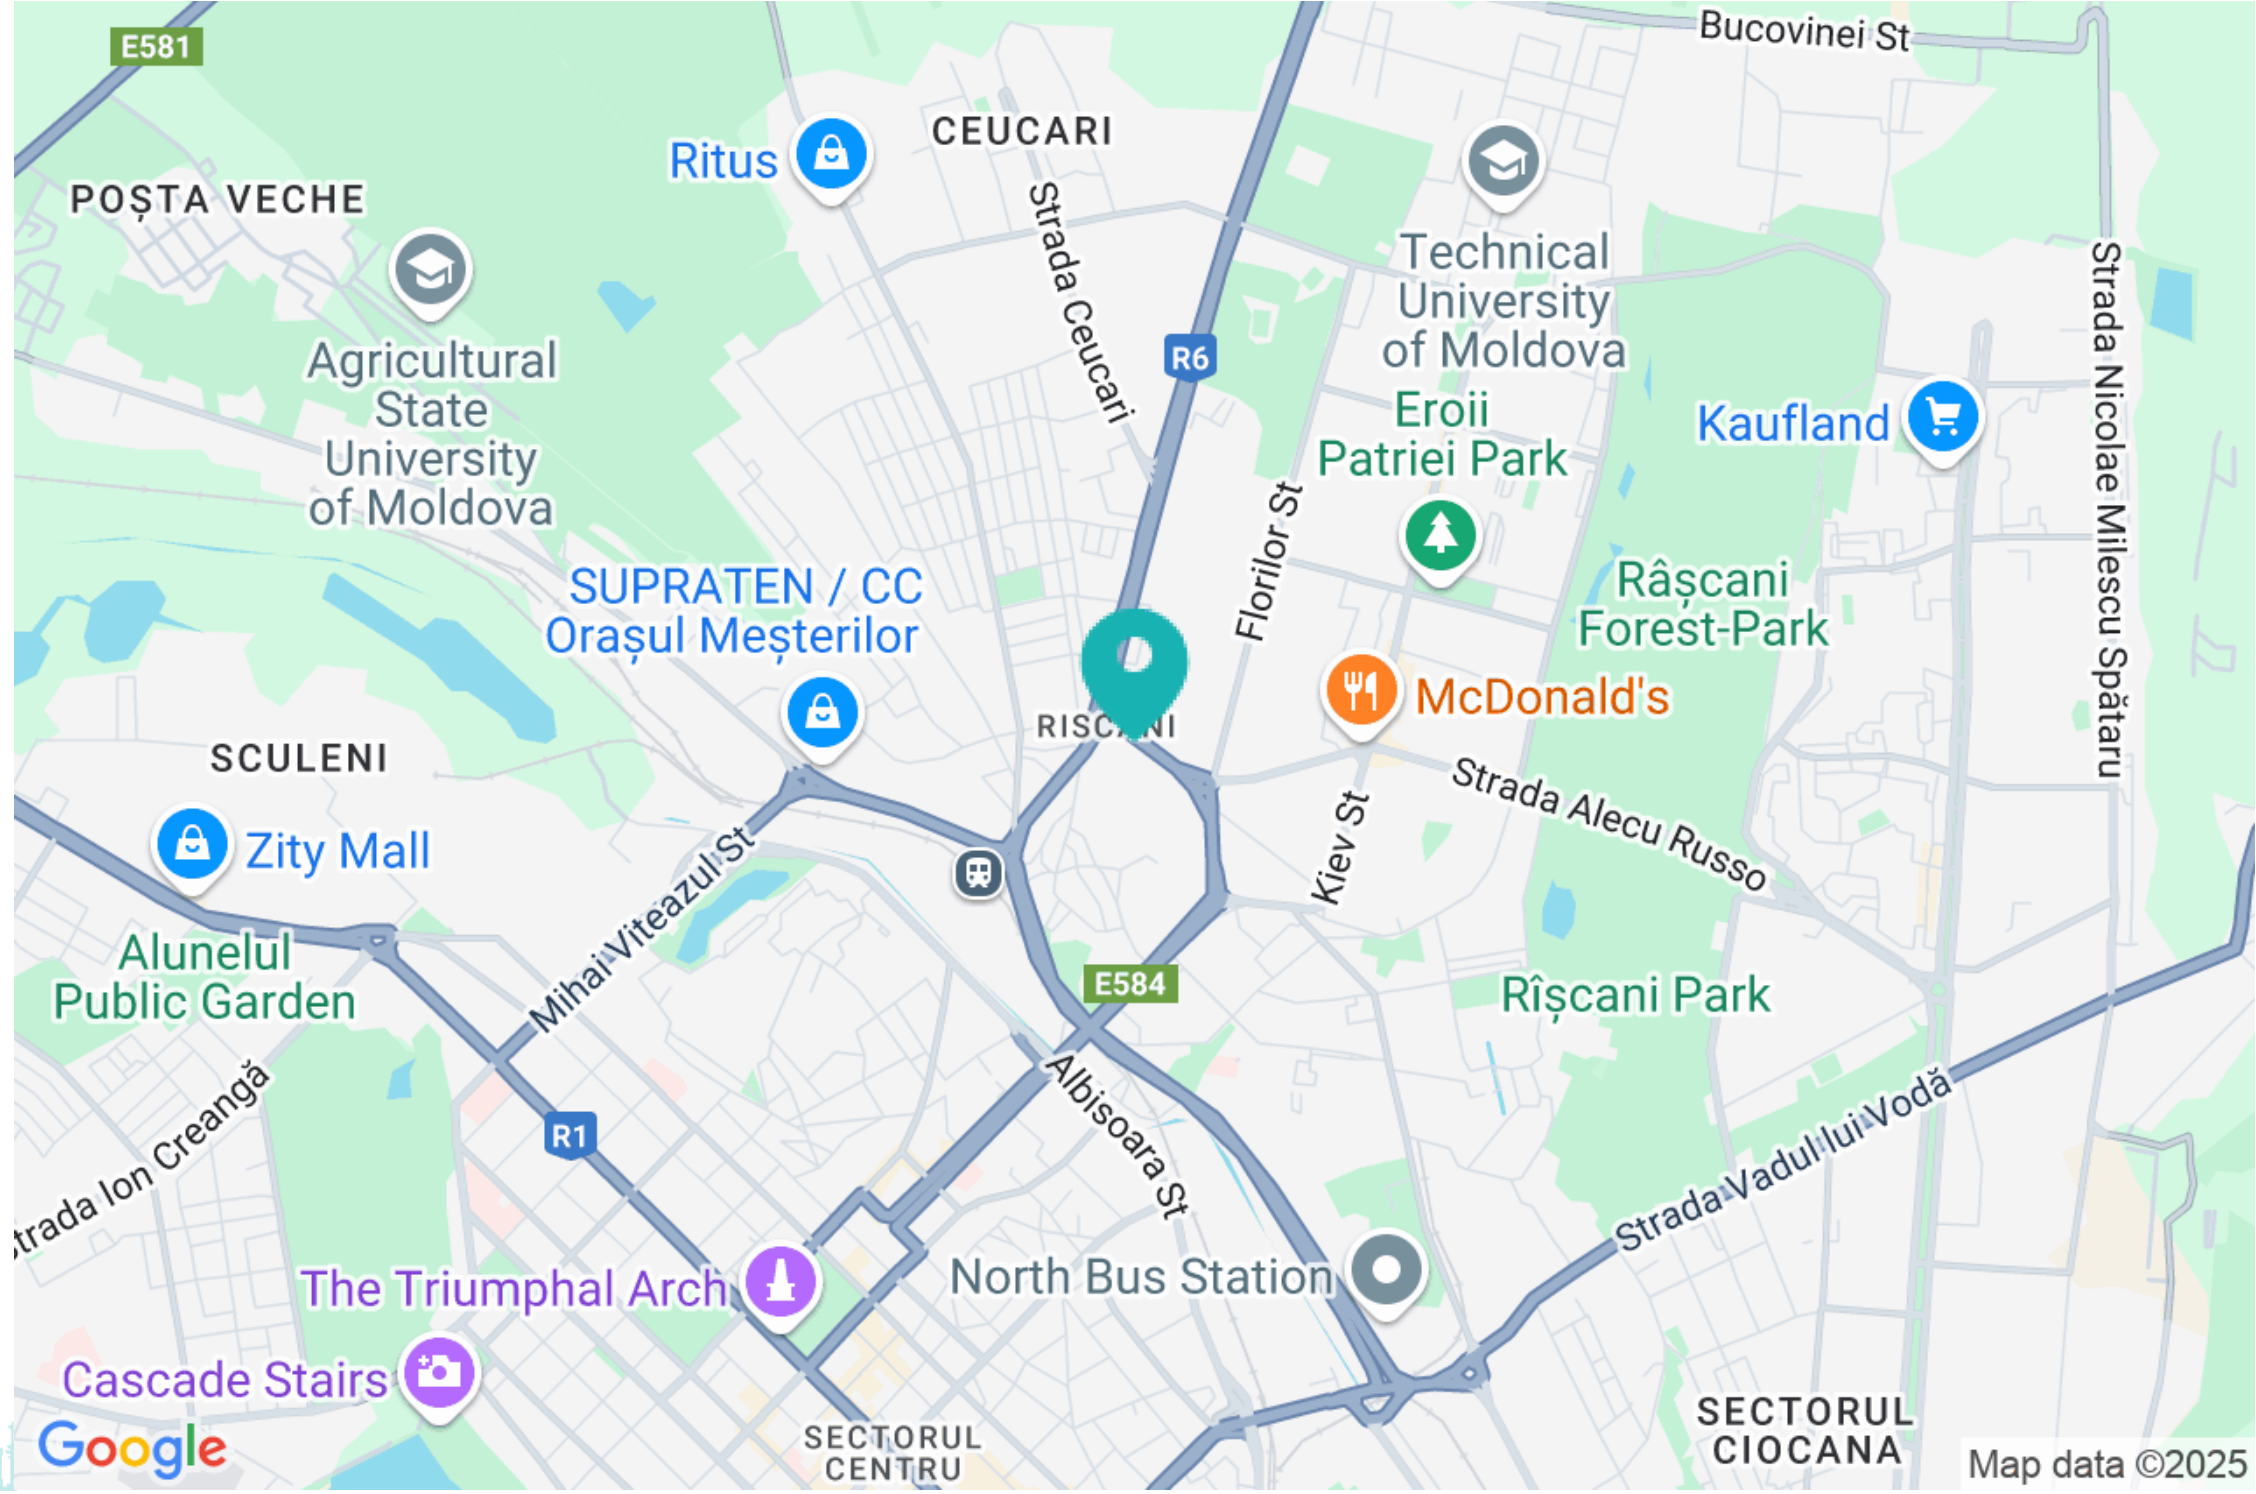 E581
Bucovinei St
CEUCARI
Ritus
POȘTA VECHE
Strada Ceucari
Technical
University
of Moldova
Strada Nicolae Milescu Spătaru
Agricultural
State
University
of Moldova
R6
Eroii
Patriei Park
Kaufland
Florilor St
SUPRATEN / CC
Orașul Meșterilor
Râșcani
Forest-Park
McDonald's
SCULENI
Strada Alecu Russo
Zity Mall
Mihai Viteazul St
Kiev St
Alunelul
Public Garden
E584
Rîșcani Park
Strada Ion Creangă
Albisoara St
R1
Strada Vadul lui Vodă
The Triumphal Arch
North Bus Station
Cascade Stairs
SECTORUL
CENTRU
SECTORUL
CIOCANA
Google
Map data ©2025